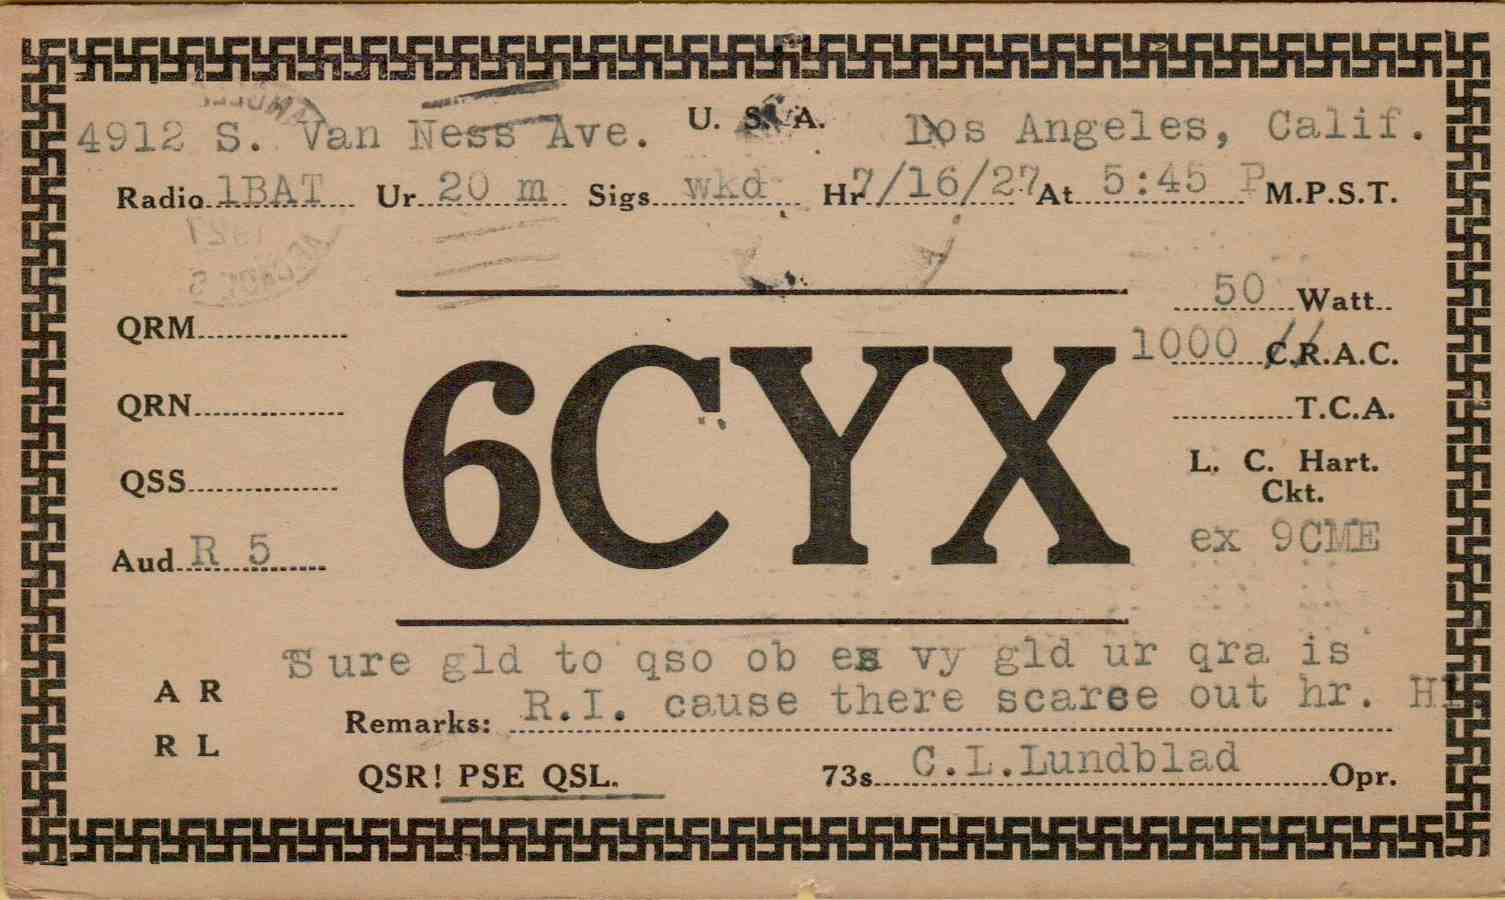 U. S. A.
4912 S. Van Ness Ave. Los Angeles, Calif.
Radio 1BAT Ur 20 m Sigs wkd Hr 7/16/27 At 5:45 P M.P.S.T.
50 Watt
QRM
1000 // C.R.A.C.
6CYX
QRN
T.C.A.
L. C. Hart.
QSS
Ckt.
Aud R 5
ex 9CME
Sure gld to qso ob es vy gld ur qra is
A R
Remarks: R.I. cause there scarce out hr. HI
R L
QSR! PSE QSL. 73s C.L.Lundblad Opr.